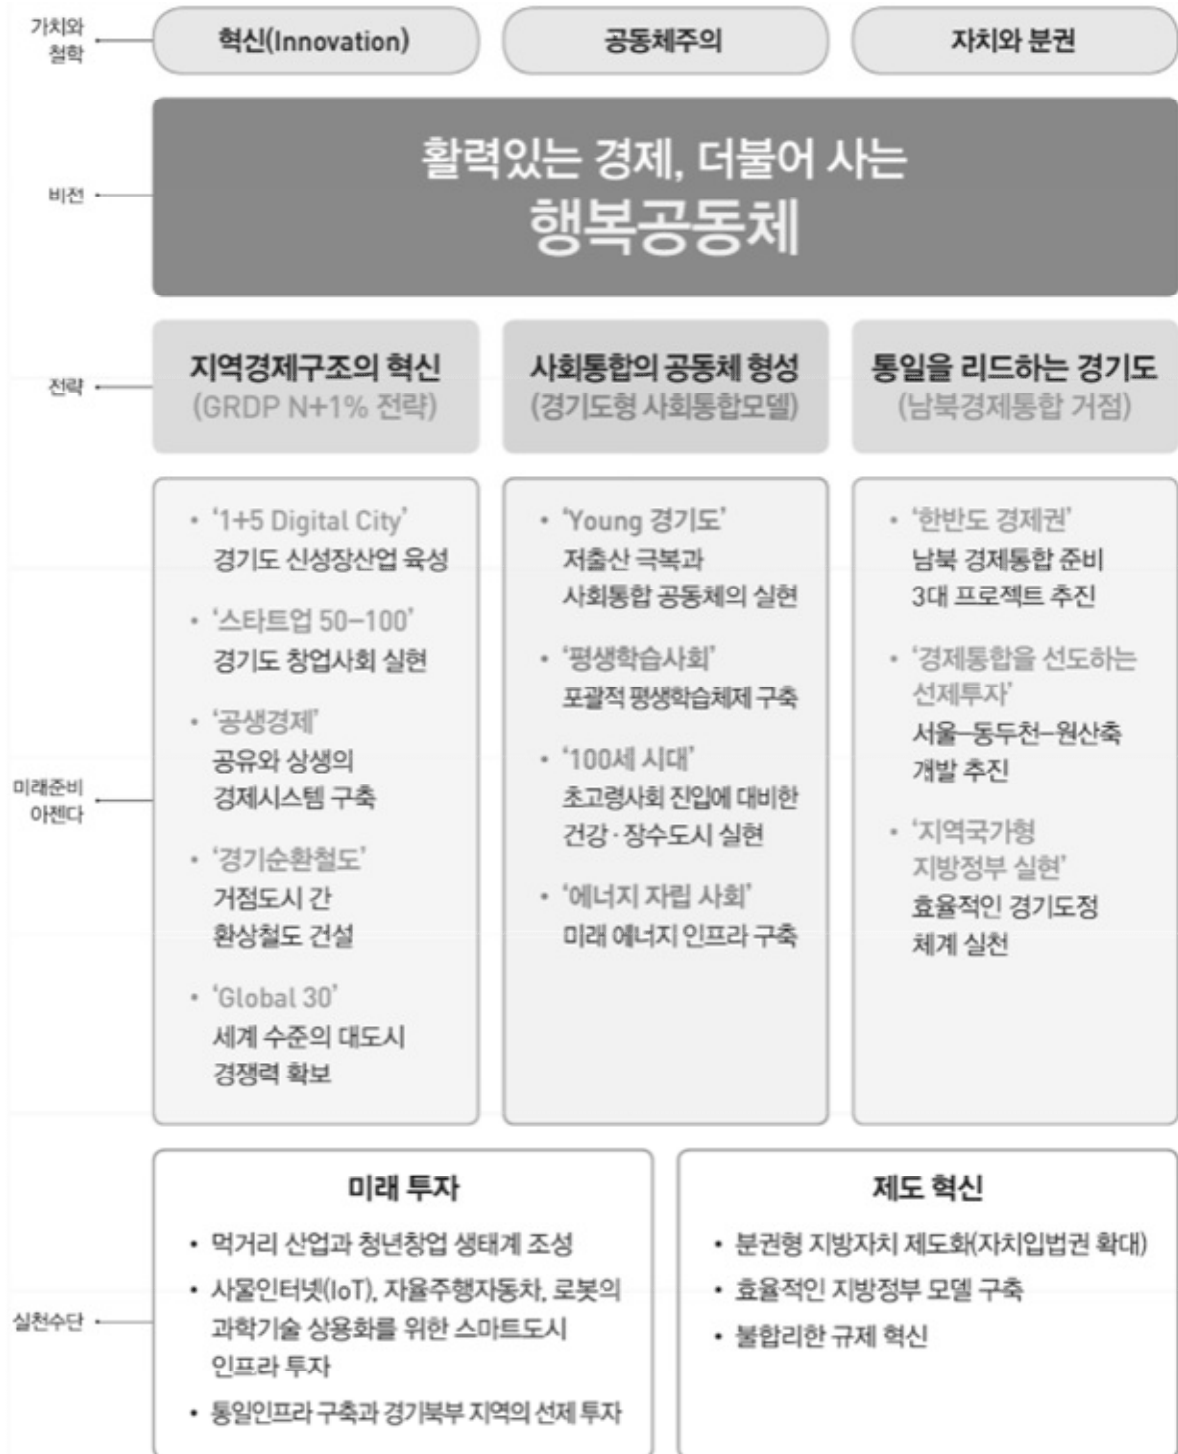 가치와
철학
혁신(Innovation)
공동체주의
자치와 분권
비전
활력있는 경제, 더불어 사는
행복공동체
전략
지역경제구조의 혁신
(GRDP N+1% 전략)
사회통합의 공동체 형성
(경기도형 사회통합모델)
통일을 리드하는 경기도
(남북경제통합 거점)
미래준비
아젠다
• ‘1+5 Digital City’
경기도 신성장산업 육성
• ‘스타트업 50–100’
경기도 창업사회 실현
• ‘공생경제’
공유와 상생의
경제시스템 구축
• ‘경기순환철도’
거점도시 간
환상철도 건설
• ‘Global 30’
세계 수준의 대도시
경쟁력 확보
• ‘Young 경기도’
저출산 극복과
사회통합 공동체의 실현
• ‘평생학습사회’
포괄적 평생학습체제 구축
• ‘100세 시대’
초고령사회 진입에 대비한
건강 · 장수도시 실현
• ‘에너지 자립 사회’
미래 에너지 인프라 구축
• ‘한반도 경제권’
남북 경제통합 준비
3대 프로젝트 추진
• ‘경제통합을 선도하는
선제투자’
서울–동두천–원산축
개발 추진
• ‘지역국가형
지방정부 실현’
효율적인 경기도정
체계 실천
실천수단
미래 투자
• 먹거리 산업과 청년창업 생태계 조성
• 사물인터넷(IoT), 자율주행자동차, 로봇의
과학기술 상용화를 위한 스마트도시
인프라 투자
• 통일인프라 구축과 경기북부 지역의 선제 투자
제도 혁신
• 분권형 지방자치 제도화(자치입법권 확대)
• 효율적인 지방정부 모델 구축
• 불합리한 규제 혁신